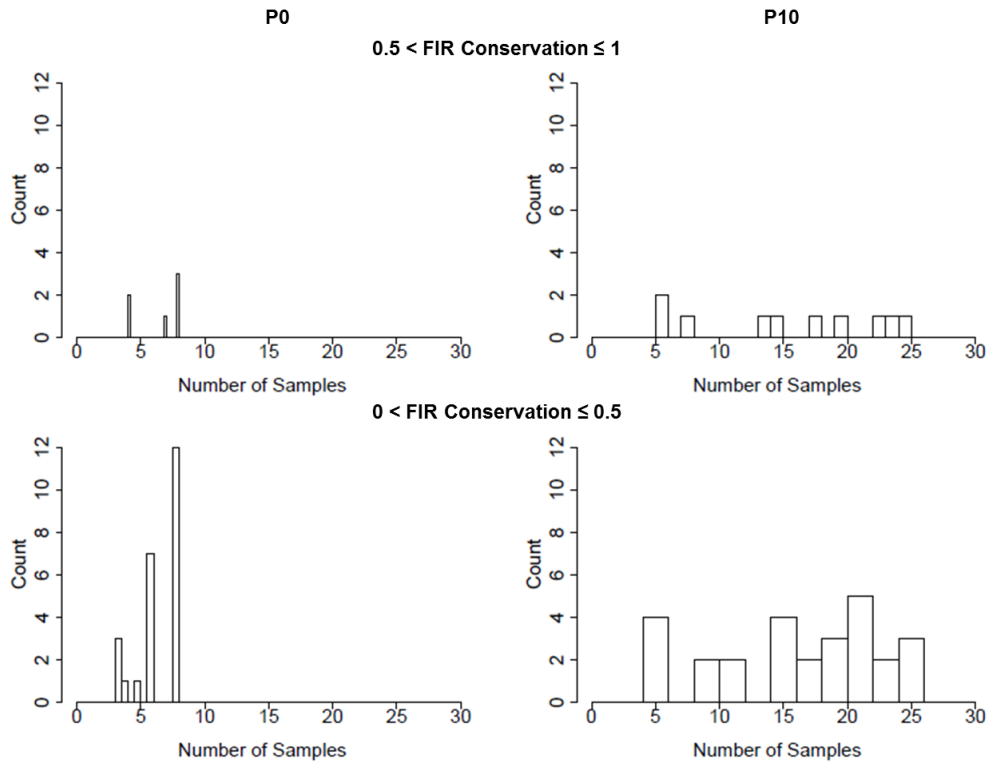 P0 P10
0.5 < FIR Conservation ≤ 1
12 12
10 10
8 8
6 6
4 4
2 2
0 0
Count Count
0 5 10 15 20 25 30 0 5 10 15 20 25 30
Number of Samples Number of Samples
0 < FIR Conservation ≤ 0.5
12 12
10 10
8 8
6 6
4 4
2 2
0 0
Count Count
0 5 10 15 20 25 30 0 5 10 15 20 25 30
Number of Samples Number of Samples